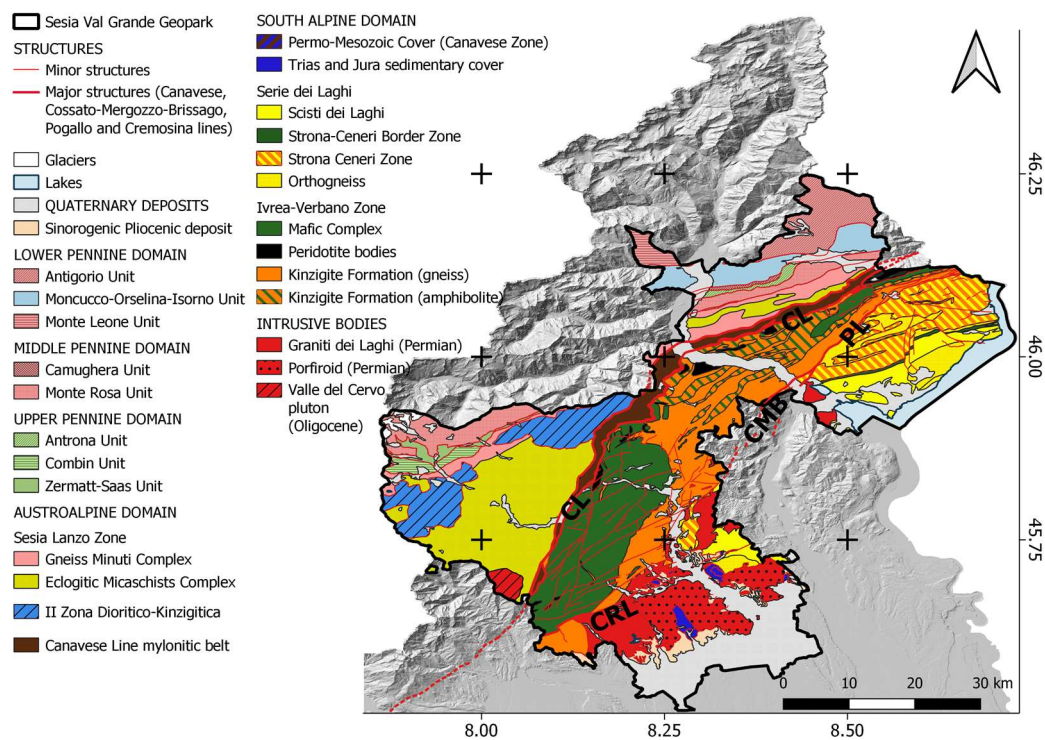 Sesia Val Grande Geopark
STRUCTURES
Minor structures
Major structures (Canavese,
Cossato-Mergozzo-Brissago,
Pogallo and Cremosina lines)
Glaciers
Lakes
QUATERNARY DEPOSITS
Sinorogenic Pliocenic deposit
LOWER PENNINE DOMAIN
Antigorio Unit
Moncucco-Orselina-Isorno Unit
Monte Leone Unit
MIDDLE PENNINE DOMAIN
Camughera Unit
Monte Rosa Unit
UPPER PENNINE DOMAIN
Antrona Unit
Combin Unit
Zermatt-Saas Unit
AUSTROALPINE DOMAIN
Sesia Lanzo Zone
Gneiss Minuti Complex
Eclogitic Micaschists Complex
II Zona Dioritico-Kinzigitica
Canavese Line mylonitic belt
SOUTH ALPINE DOMAIN
Permo-Mesozoic Cover (Canavese Zone)
Trias and Jura sedimentary cover
Serie dei Laghi
Scisti dei Laghi
Strona-Ceneri Border Zone
Strona Ceneri Zone
Orthogneiss
Ivrea-Verbano Zone
Mafic Complex
Peridotite bodies
Kinzigite Formation (gneiss)
Kinzigite Formation (amphibolite)
INTRUSIVE BODIES
Graniti dei Laghi (Permian)
Porfiroid (Permian)
Valle del Cervo
pluton
(Oligocene)
CL
PL
CMB
CL
CRL
46.25
46.00
45.75
0 10 20 30 km
8.00 8.25 8.50